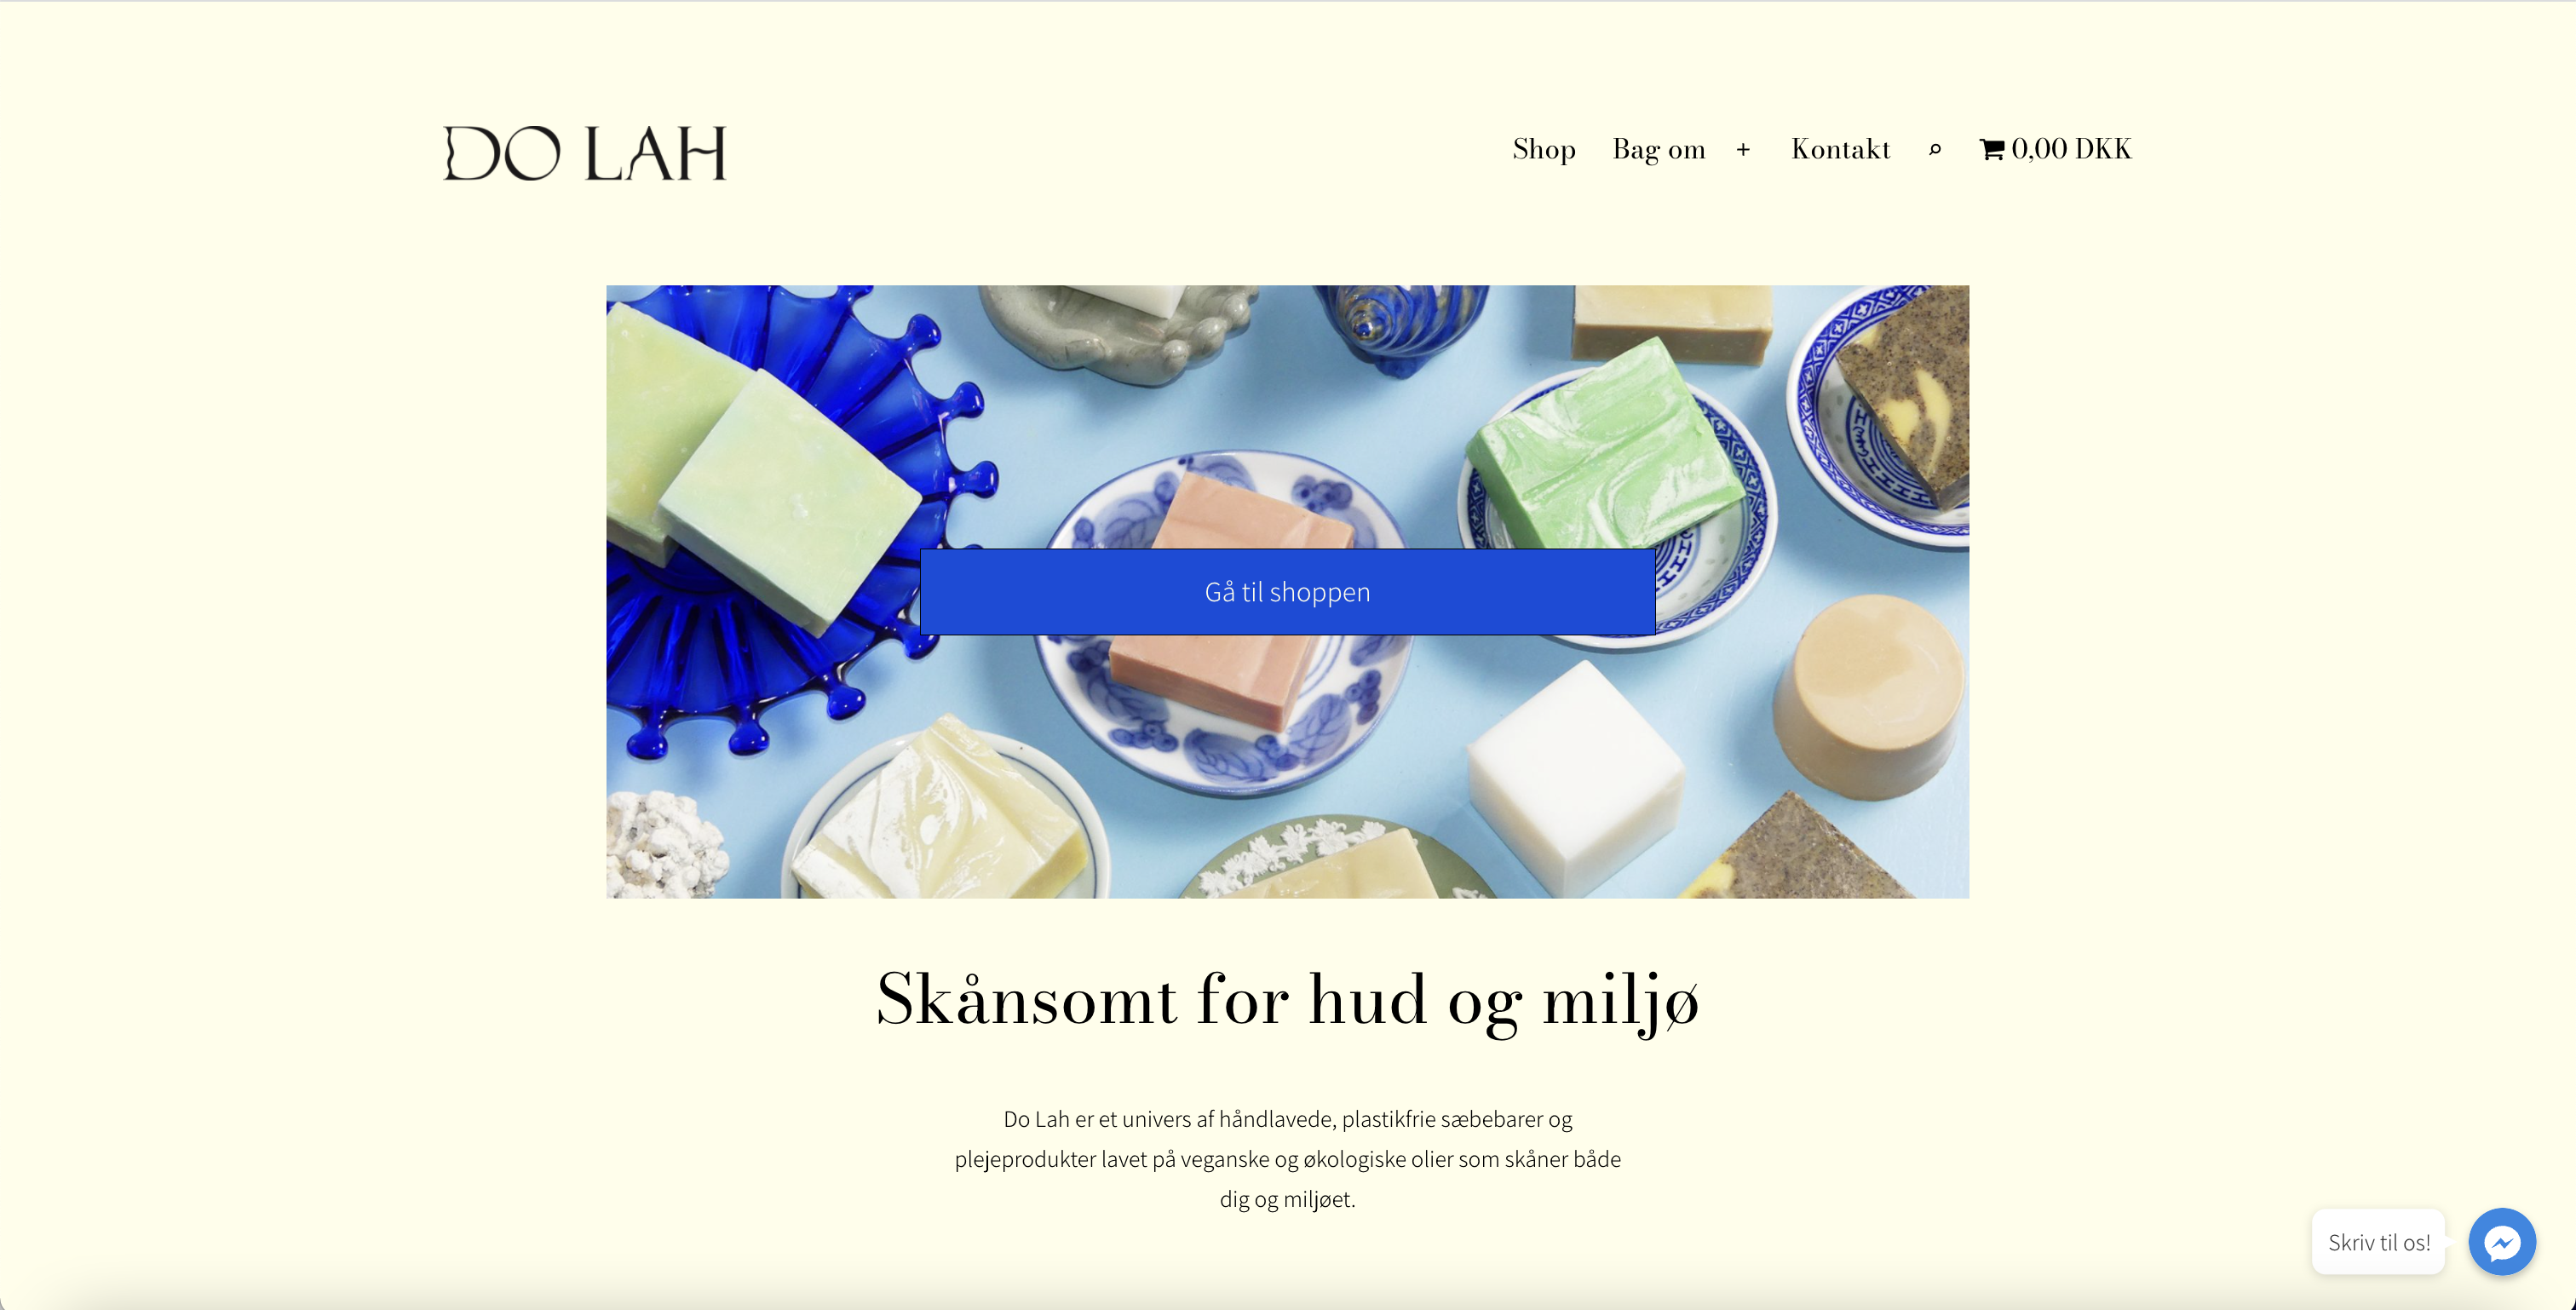 DO LAH
Shop Bag om + Kontakt 0,00 DKK
Gå til shoppen
Skånsomt for hud og miljø
Do Lah er et univers af håndlavede, plastikfrie sæbebarer og
plejeprodukter lavet på veganske og økologiske olier som skåner både
dig og miljøet.
Skriv til os!